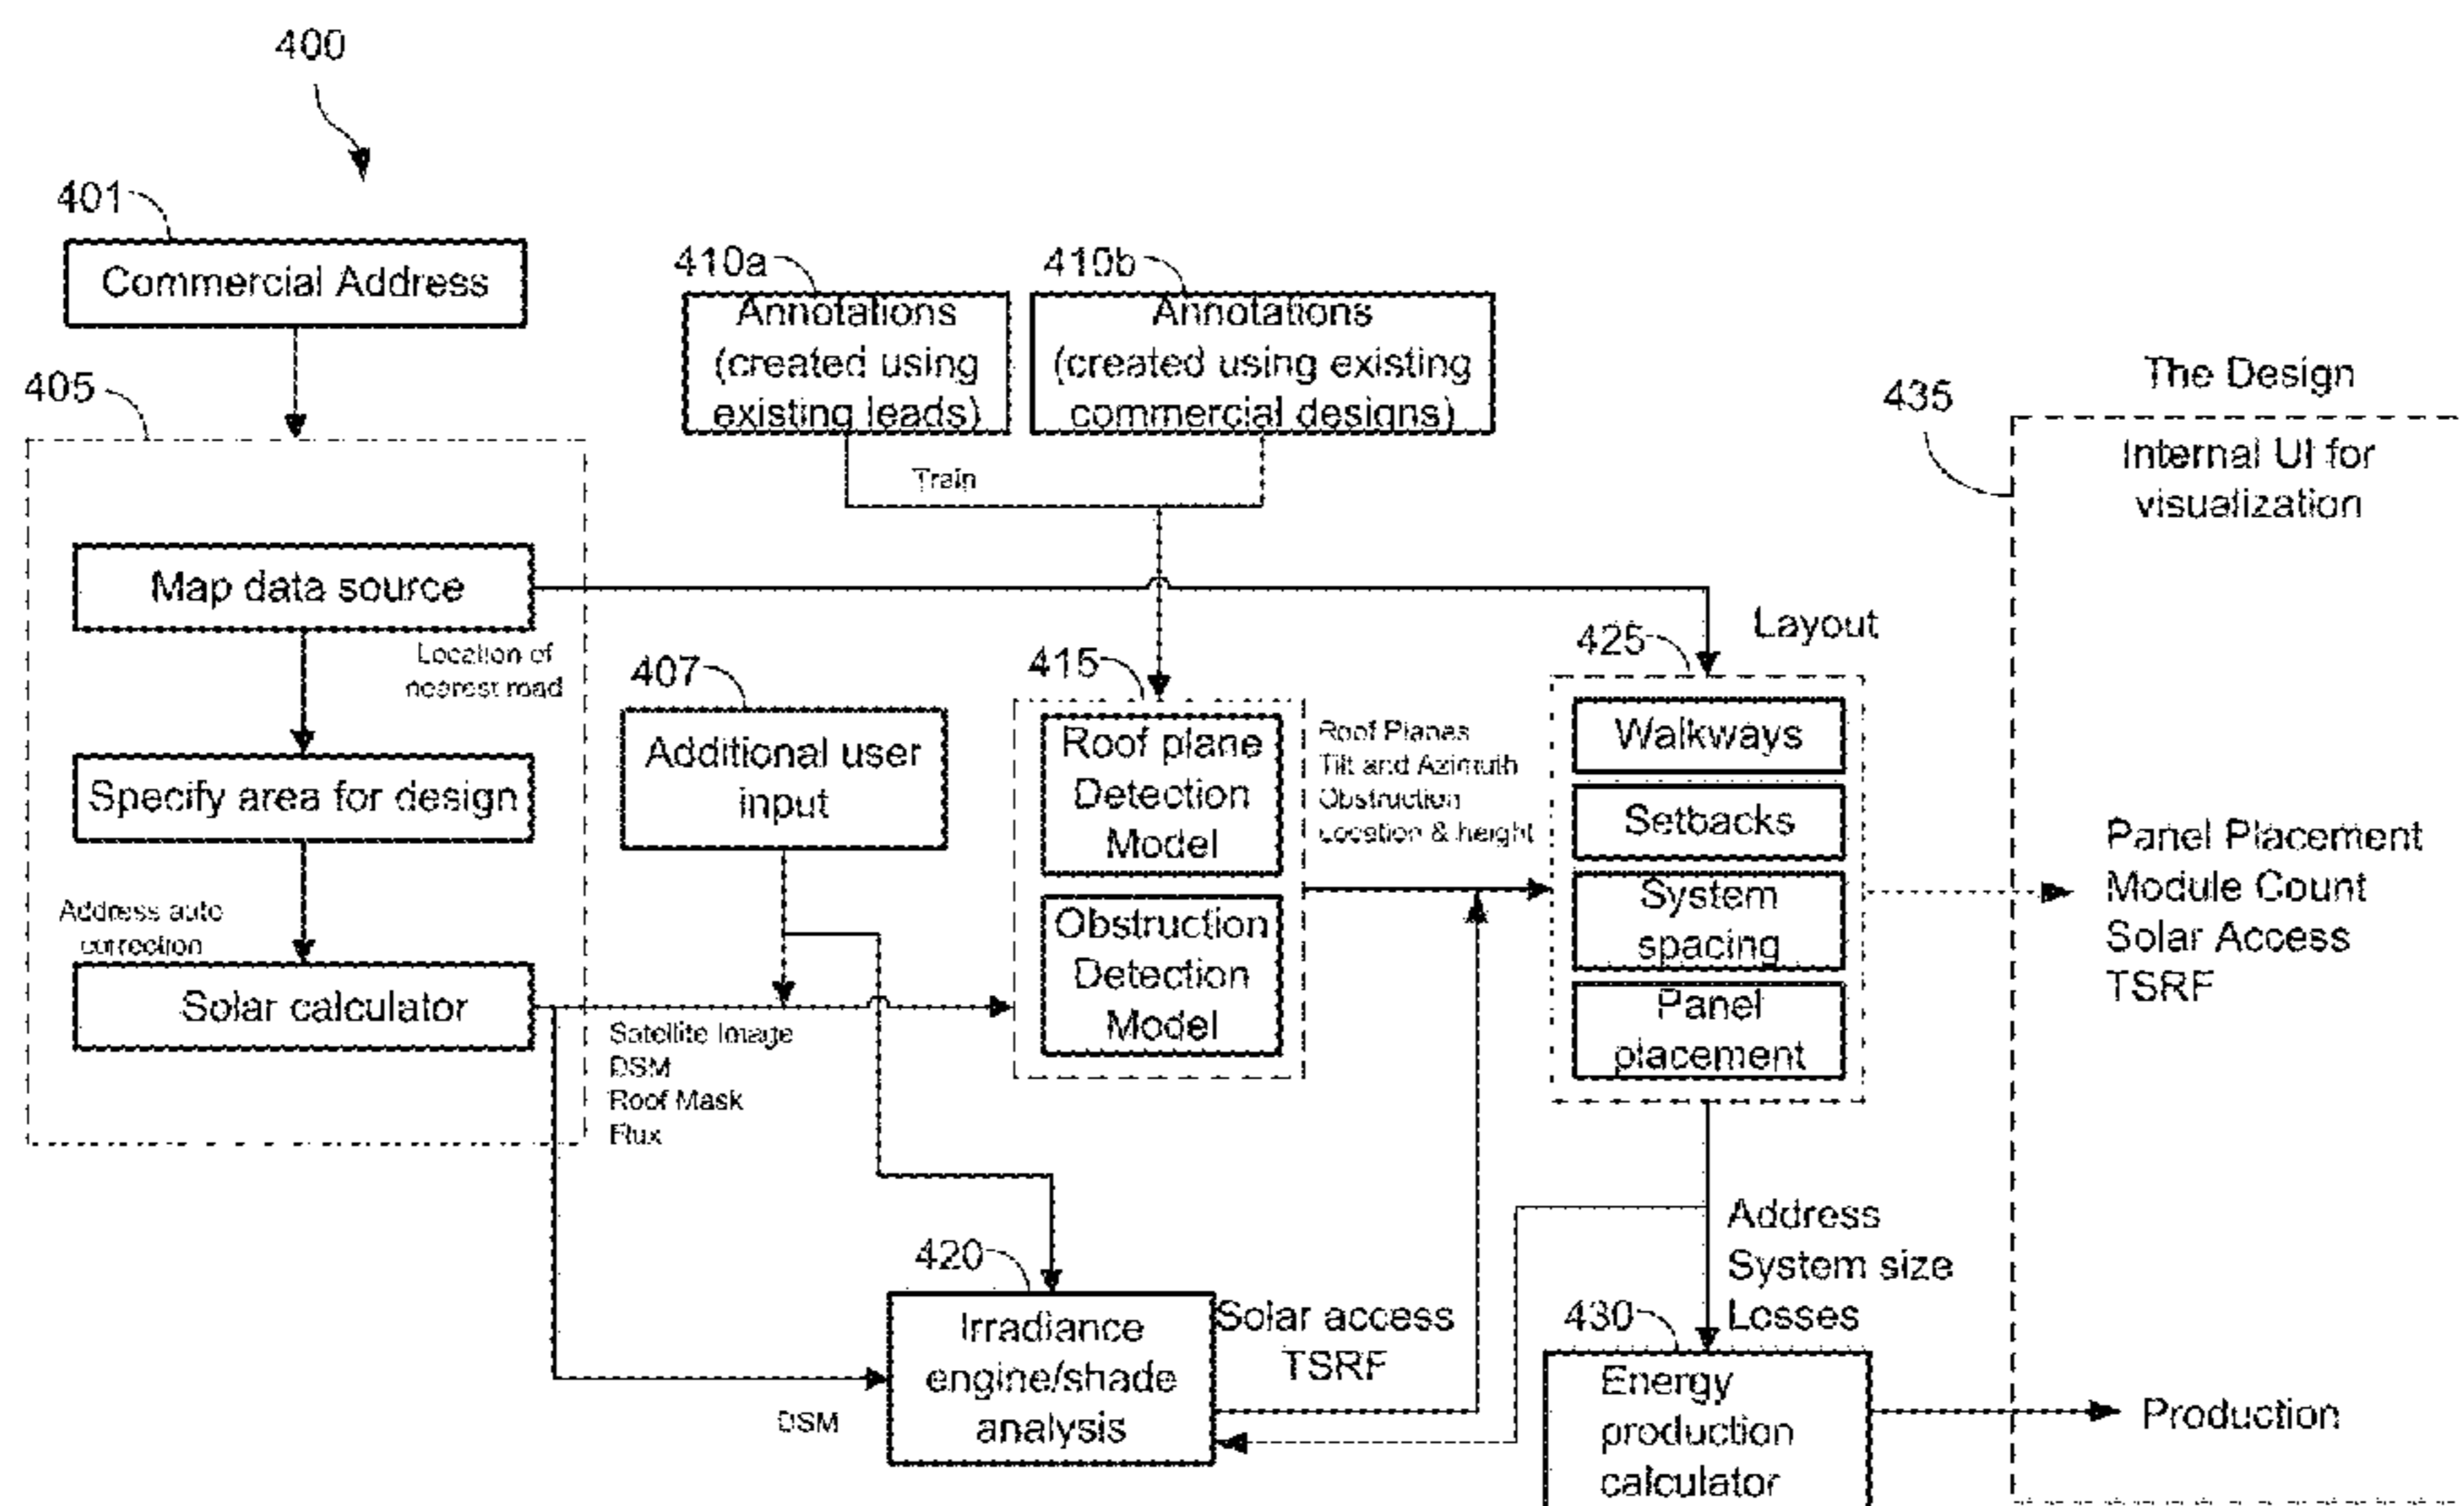 400
401
Commercial Address
405
Map data source
Location of
nearest road
Specify area for design
Address auto
correction
Solar calculator
Satellite Image
DSM
Roof Mask
Flux
407
Additional user
input
410a
Annotations
(created using
existing leads)
410b
Annotations
(created using existing
commercial designs)
Train
415
Roof plane
Detection
Model
Obstruction
Detection
Model
Roof Planes
Tilt and Azimuth
Obstruction
Location & height
420
Irradiance
engine/shade
analysis
DSM
Solar access
TSRF
425
Layout
Walkways
Setbacks
System
spacing
Panel
placement
Address
System size
Losses
430
Energy
production
calculator
435
The Design
Internal UI for
visualization
Panel Placement
Module Count
Solar Access
TSRF
Production